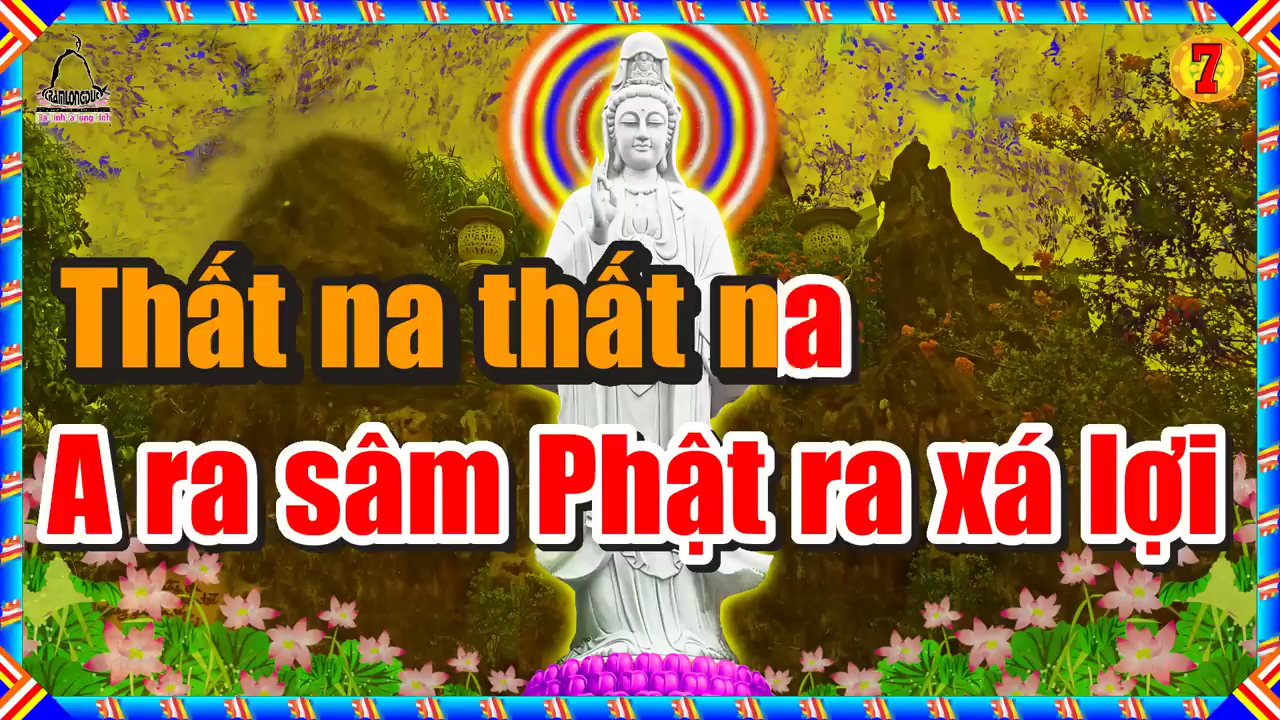 7
Thất na thất na
A ra sâm Phật ra xá lợi